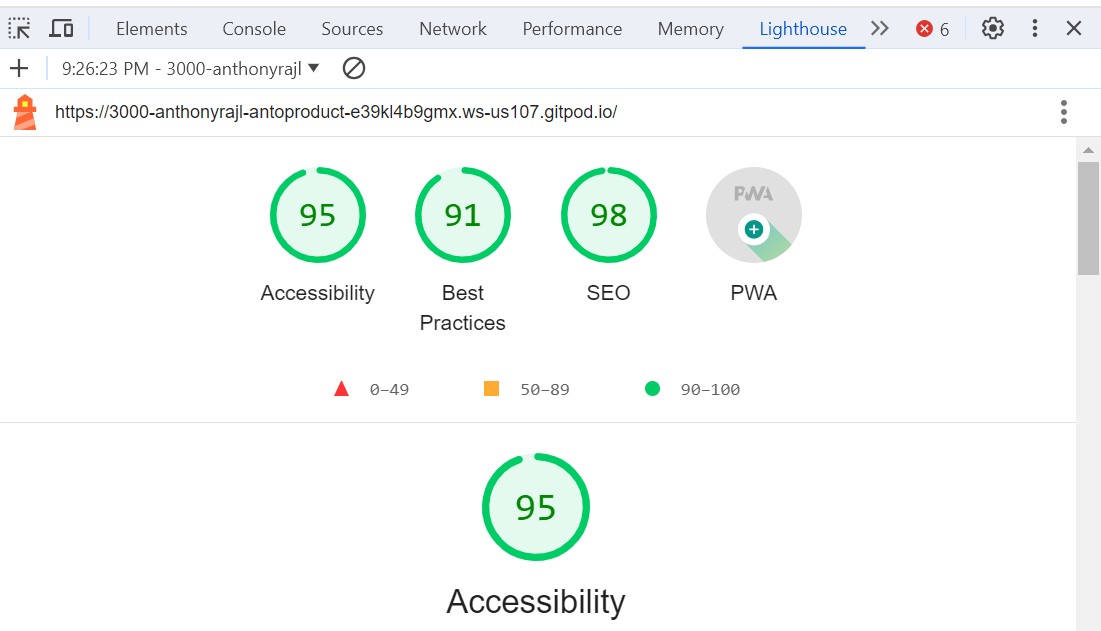 Elements Console Sources Network Performance Memory Lighthouse 6
9:26:23 PM - 3000-anthonyrajl
https://3000-anthonyrajl-antoproduct-e39kl4b9gmx.ws-us107.gitpod.io/
95 91 98 PWA
Accessibility Best SEO PWA
Practices
0–49 50–89 90–100
95
Accessibility